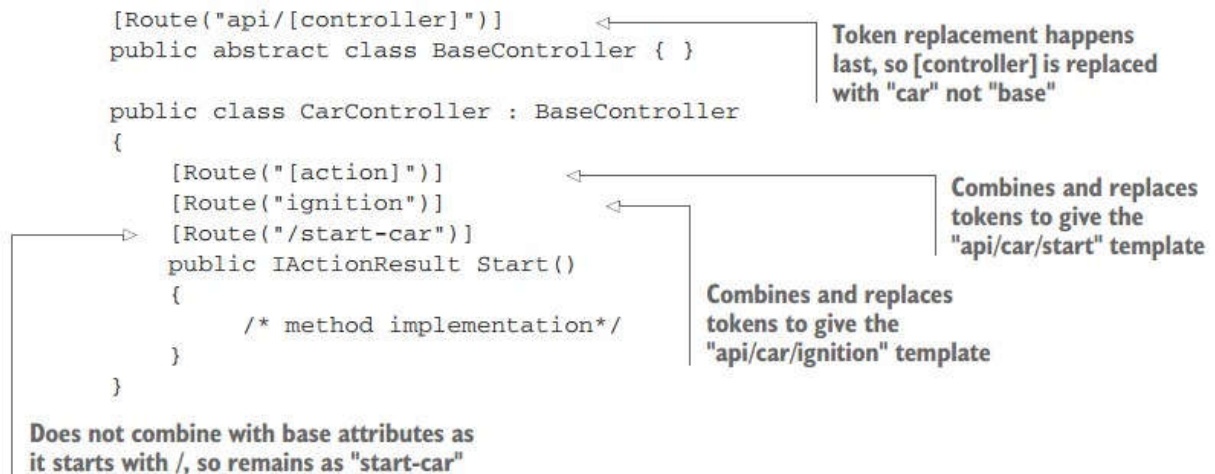 [Route("api/[controller]")]
public abstract class BaseController { }
Token replacement happens
last, so [controller] is replaced
with "car" not "base"
public class CarController : BaseController
{
[Route("[action]")]
[Route("ignition")]
[Route("/start-car")]
public IActionResult Start()
{
/* method implementation*/
}
}
Combines and replaces
tokens to give the
"api/car/start" template
Combines and replaces
tokens to give the
"api/car/ignition" template
Does not combine with base attributes as
it starts with /, so remains as "start-car"